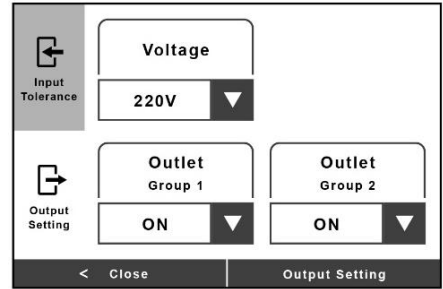 Input
Tolerance
Voltage
220V
Output
Setting
Outlet
Group 1
ON
Outlet
Group 2
ON
< Close
Output Setting